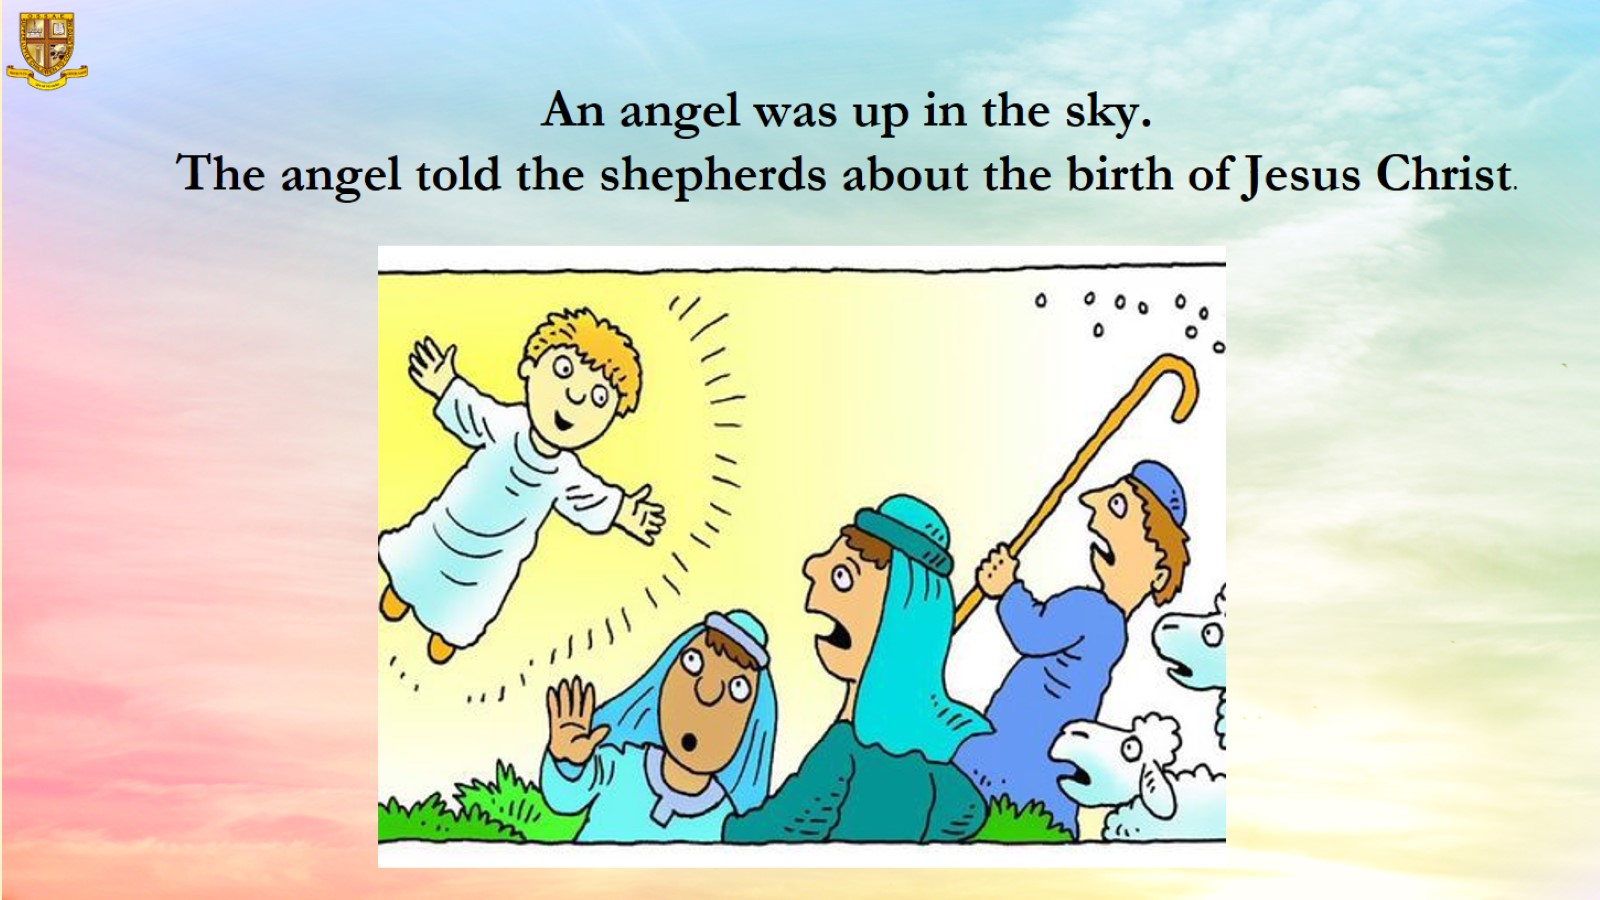 An angel was up in the sky.
The angel told the shepherds about the birth of Jesus Christ.